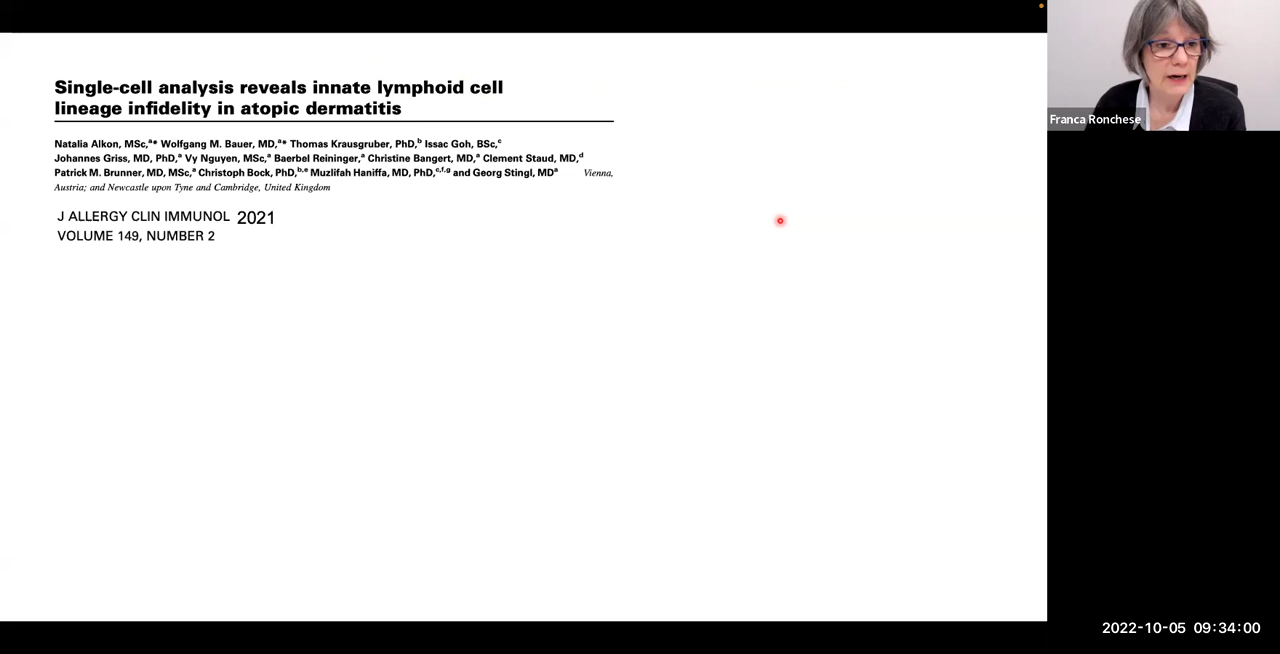 Single-cell analysis reveals innate lymphoid cell
lineage infidelity in atopic dermatitis
Natalia Alkon, MSc,a* Wolfgang M. Bauer, MD,a* Thomas Krausgruber, PhD,b Issac Goh, BSc,c
Johannes Griss, MD, PhD,a Vy Nguyen, MSc,a Baerbel Reininger,a Christine Bangert, MD,a Clement Staud, MD,d
Patrick M. Brunner, MD, MSc,a Christoph Bock, PhD,b,e Muzlifah Haniffa, MD, PhD,c,f,g and Georg Stingl, MDa Vienna,
Austria; and Newcastle upon Tyne and Cambridge, United Kingdom
J ALLERGY CLIN IMMUNOL 2021
VOLUME 149, NUMBER 2
Franca Ronchese
2022-10-05 09:34:00